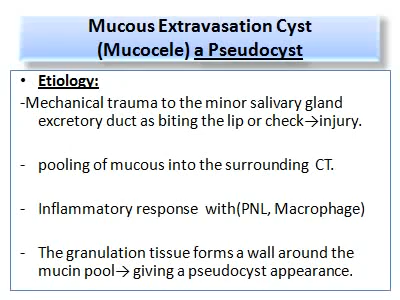 Mucous Extravasation Cyst
(Mucocele) a Pseudocyst
• Etiology:
-Mechanical trauma to the minor salivary gland
excretory duct as biting the lip or check→injury.
- pooling of mucous into the surrounding CT.
- Inflammatory response with(PNL, Macrophage)
- The granulation tissue forms a wall around the
mucin pool→ giving a pseudocyst appearance.